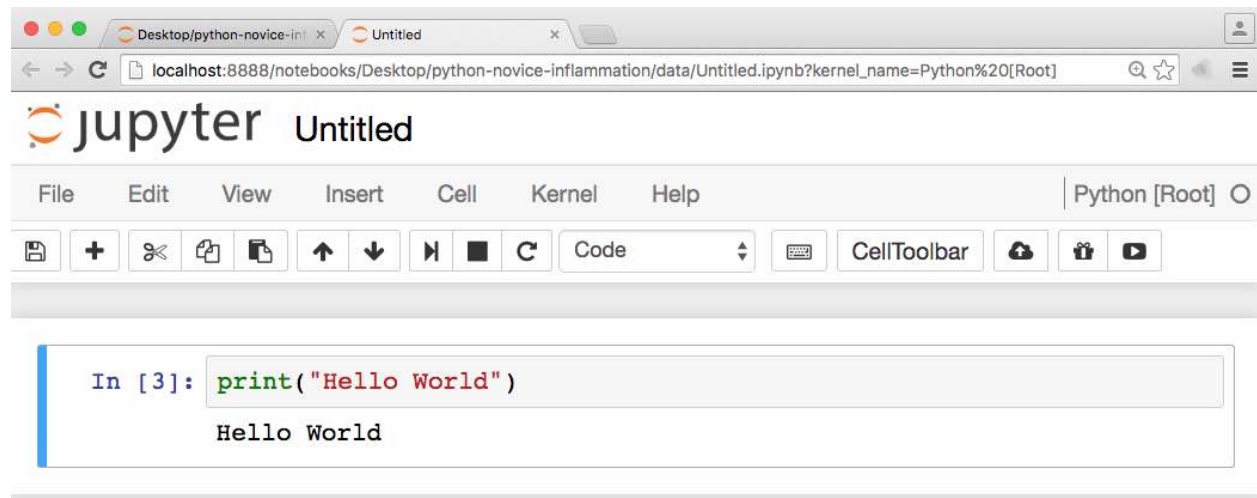 Desktop/python-novice-int Untitled
localhost:8888/notebooks/Desktop/python-novice-inflammation/data/Untitled.ipynb?kernel_name=Python%20[Root]
jupyter Untitled
File Edit View Insert Cell Kernel Help Python [Root]
Code CellToolbar
In [3]: print("Hello World")
Hello World